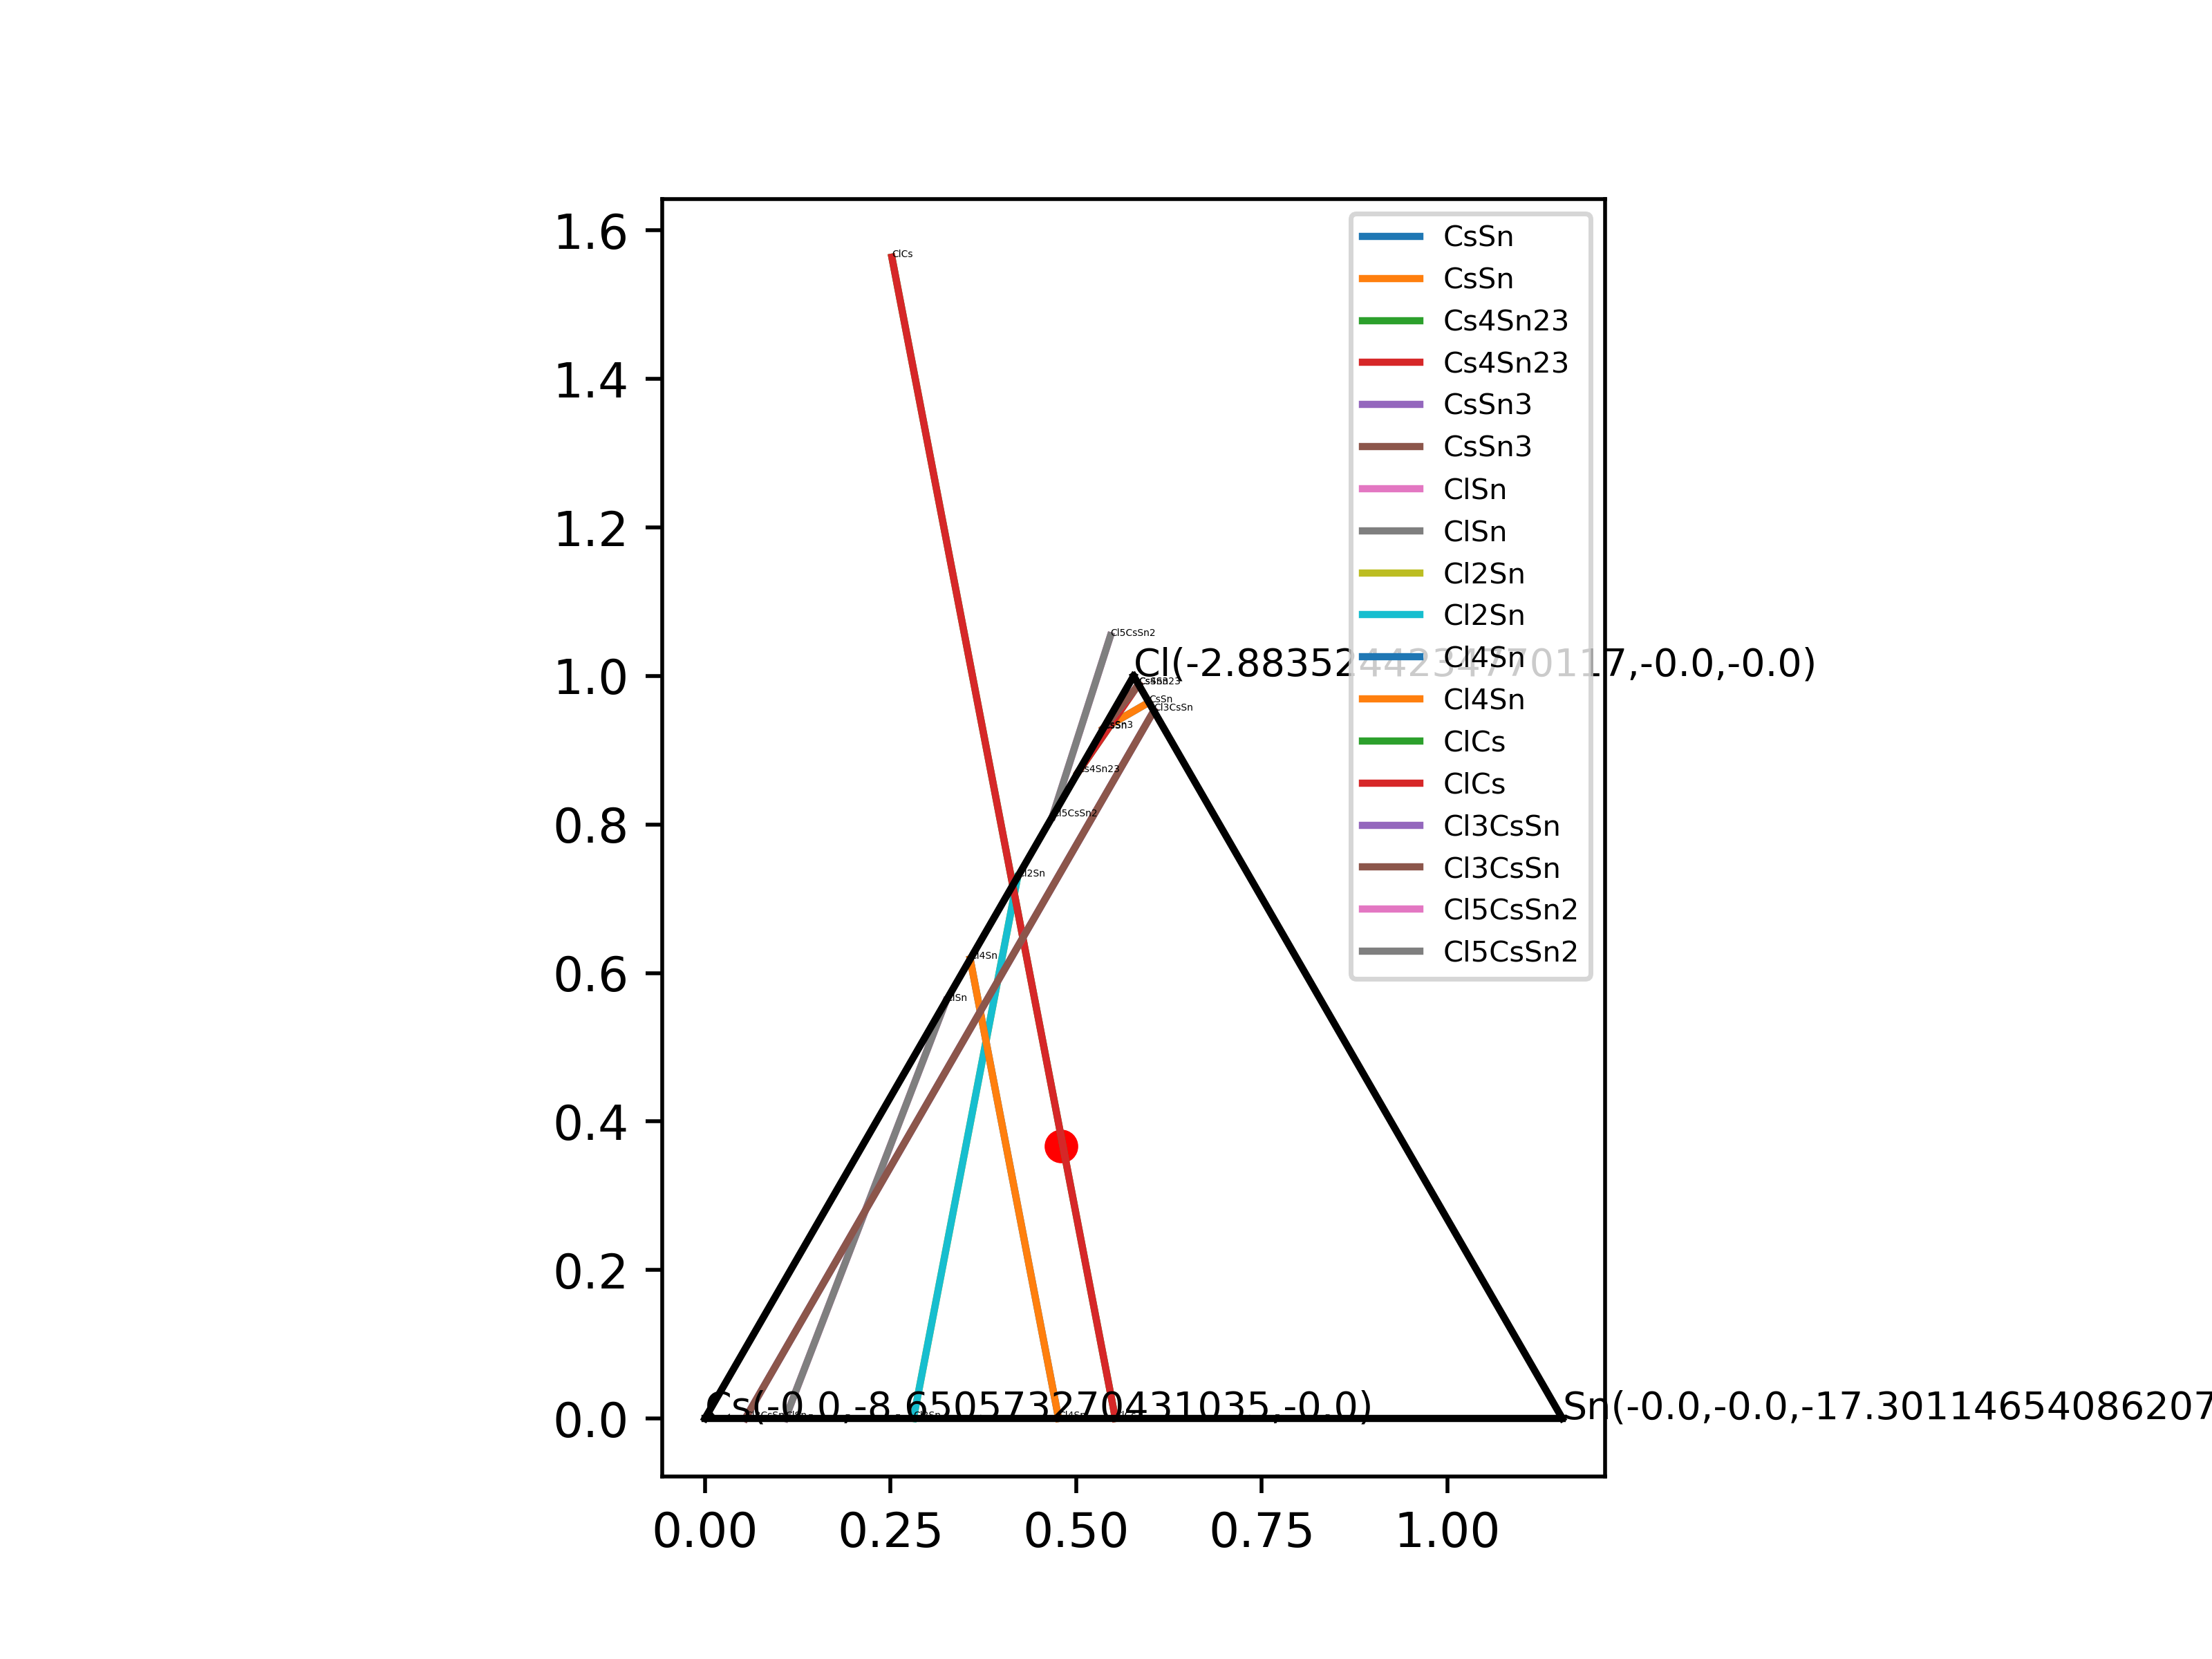 1.6
1.4
1.2
1.0
0.8
0.6
0.4
0.2
0.0
0.00
0.25
0.50
0.75
1.00
CsSn
CsSn
Cs4Sn23
Cs4Sn23
CsSn3
CsSn3
ClSn
ClSn
Cl2Sn
Cl2Sn
Cl4Sn
Cl4Sn
ClCs
ClCs
Cl3CsSn
Cl3CsSn
Cl5CsSn2
Cl5CsSn2
ClCs
Cl5CsSn2
Cl(-2.8835244234770117,-0.0,-0.0)
CsSn
Cl3CsSn
Cs(-0.0,-8.650573270431035,-0.0)
Sn(-0.0,-0.0,-17.30114654086207